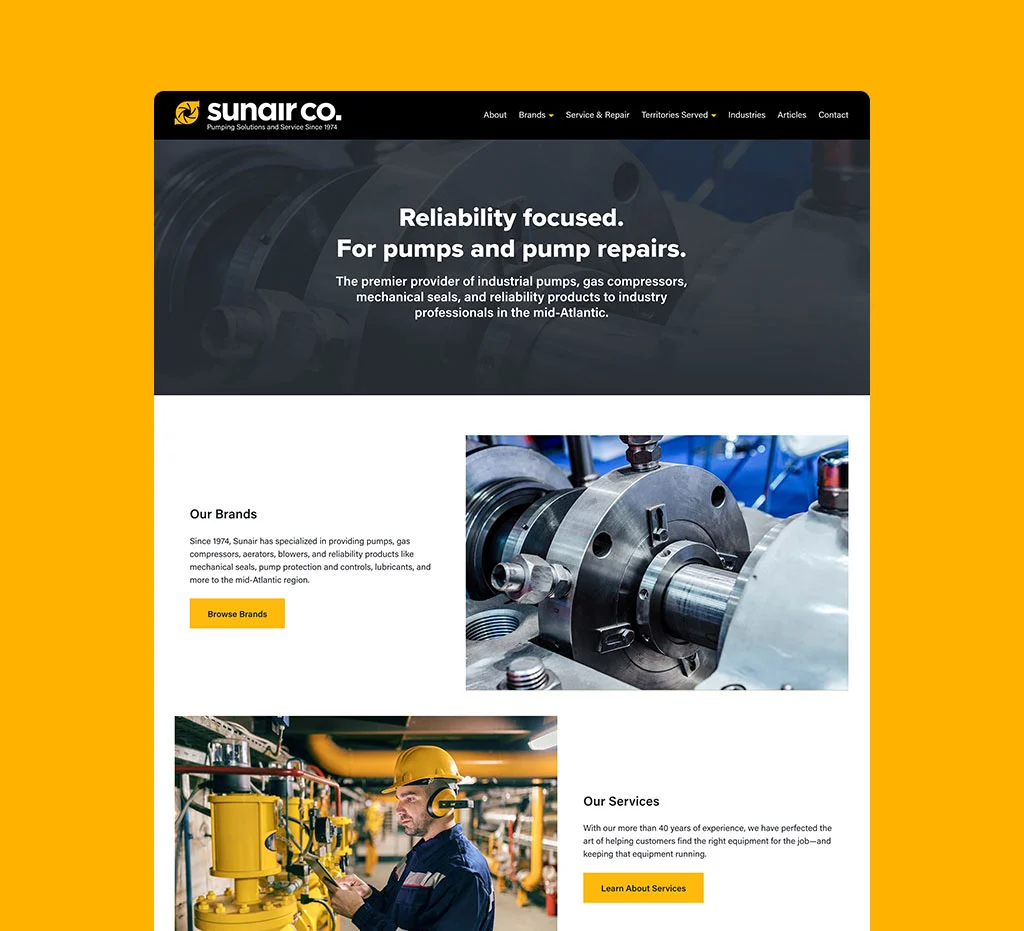 sunair co.
Pumping Solutions and Service Since 1974
About Brands Service & Repair Territories Served Industries Articles Contact
Reliability focused.
For pumps and pump repairs.
The premier provider of industrial pumps, gas compressors,
mechanical seals, and reliability products to industry
professionals in the mid-Atlantic.
Our Brands
Since 1974, Sunair has specialized in providing pumps, gas
compressors, aerators, blowers, and reliability products like
mechanical seals, pump protection and controls, lubricants, and
more to the mid-Atlantic region.
Browse Brands
Our Services
With our more than 40 years of experience, we have perfected the
art of helping customers find the right equipment for the job—and
keeping that equipment running.
Learn About Services